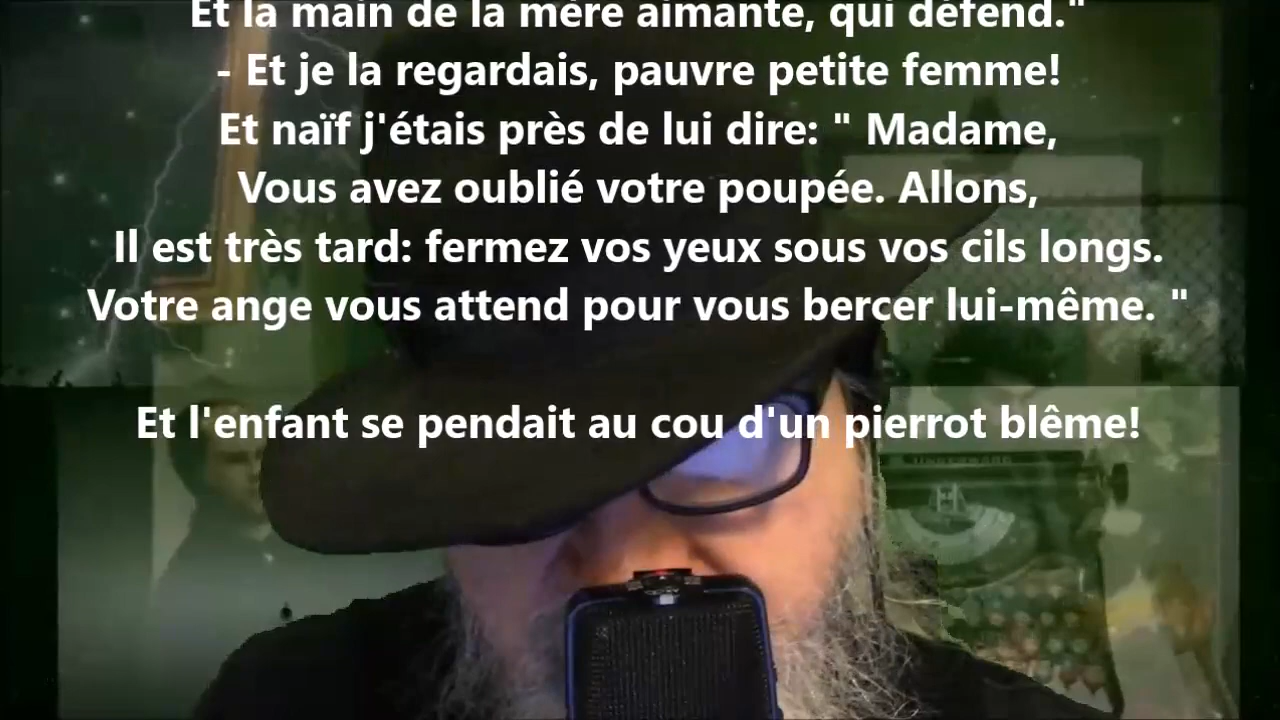 Et la main de la mère aimante, qui défend."
- Et je la regardais, pauvre petite femme!
Et naïf j'étais près de lui dire: " Madame,
Vous avez oublié votre poupée. Allons,
Il est très tard: fermez vos yeux sous vos cils longs.
Votre ange vous attend pour vous bercer lui-même. "
Et l'enfant se pendait au cou d'un pierrot blême!